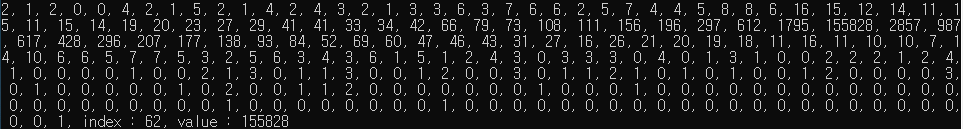 2, 1, 2, 0, 0, 4, 2, 1, 5, 2, 1, 4, 2, 4, 3, 2, 1, 3, 3, 6, 3, 7, 6, 6, 2, 5, 7, 4, 4, 5, 8, 8, 6, 16, 15, 12, 14, 11, 1
5, 11, 15, 14, 19, 20, 23, 27, 29, 41, 41, 33, 34, 42, 66, 79, 73, 108, 111, 156, 196, 297, 612, 1795, 155828, 2857, 987
, 617, 428, 296, 207, 177, 138, 93, 84, 52, 69, 60, 47, 46, 43, 31, 27, 16, 26, 21, 20, 19, 18, 11, 16, 11, 10, 10, 7, 1
4, 10, 6, 6, 5, 7, 7, 5, 3, 2, 5, 6, 3, 4, 3, 6, 1, 5, 1, 2, 4, 3, 0, 3, 3, 3, 0, 4, 0, 1, 3, 1, 0, 0, 2, 2, 2, 1, 2, 4,
 1, 0, 0, 0, 0, 1, 0, 0, 2, 1, 3, 0, 1, 1, 3, 0, 0, 1, 2, 0, 0, 3, 0, 1, 1, 2, 1, 0, 1, 0, 1, 0, 0, 1, 2, 0, 0, 0, 0, 3,
 0, 0, 0, 0, 0, 0, 1, 0, 2, 0, 0, 1, 1, 2, 0, 0, 0, 0, 0, 1, 0, 0, 0, 0, 0, 0, 0, 0, 0, 0, 0, 0, 0, 0, 0, 0, 0, 0, 0, 0,
 0, 0, 0, 0, 0, 0, 0, 0, 1, 0, 0, 0, 0, 0, 0, 0, 0, 1, 0, 0, 0, 0, 0, 0, 0, 0, 0, 0, 0, 0, 0, 0, 0, 0, 0, 0, 0, 0, 0, 0,
 0, 0, 1, index : 62, value : 155828